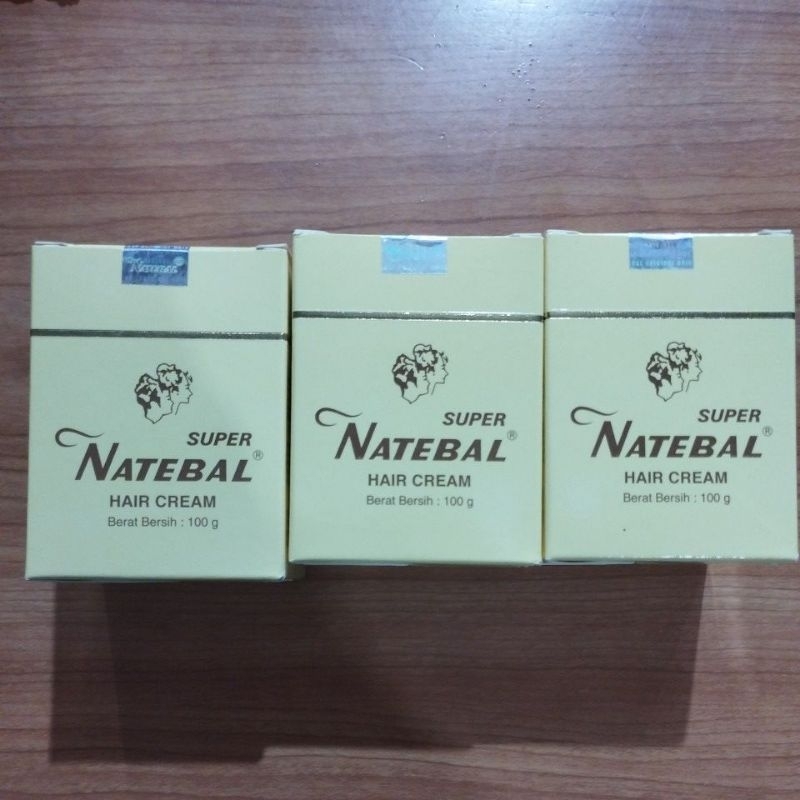 NATEBAL®
SUPER
NATEBAL®
HAIR CREAM
Berat Bersih : 100 g
SUPER
NATEBAL®
HAIR CREAM
Berat Bersih : 100 g
SUPER
NATEBAL®
HAIR CREAM
Berat Bersih : 100 g